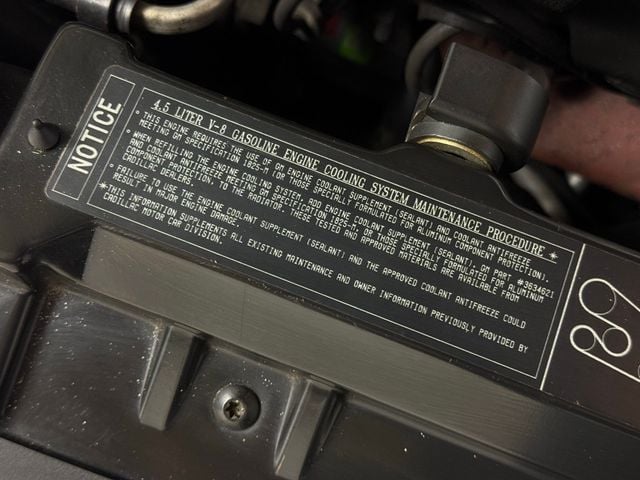 NOTICE
4.5 LITER V-8 GASOLINE ENGINE COOLING SYSTEM MAINTENANCE PROCEDURE *
• THIS ENGINE REQUIRES THE USE OF GM ENGINE COOLANT SUPPLEMENT (SEALANT) AND COOLANT ANTIFREEZE
MEETING GM SPECIFICATION 1825-M (OR THOSE SPECIALLY FORMULATED FOR ALUMINUM COMPONENT PROTECTION).
• WHEN REFILLING THE ENGINE COOLING SYSTEM, ADD ENGINE COOLANT SUPPLEMENT (SEALANT), GM PART #3634621
AND COOLANT ANTIFREEZE MEETING GM SPECIFICATION 1825-M, OR THOSE SPECIALLY FORMULATED FOR ALUMINUM
COMPONENT PROTECTION, TO THE RADIATOR. THESE TESTED AND APPROVED MATERIALS ARE AVAILABLE FROM
CADILLAC DEALERS.
FAILURE TO USE THE ENGINE COOLANT SUPPLEMENT (SEALANT) AND THE APPROVED COOLANT ANTIFREEZE COULD
RESULT IN MAJOR ENGINE DAMAGE.
*THIS INFORMATION SUPPLEMENTS ALL EXISTING MAINTENANCE AND OWNER INFORMATION PREVIOUSLY PROVIDED BY
CADILLAC MOTOR CAR DIVISION.